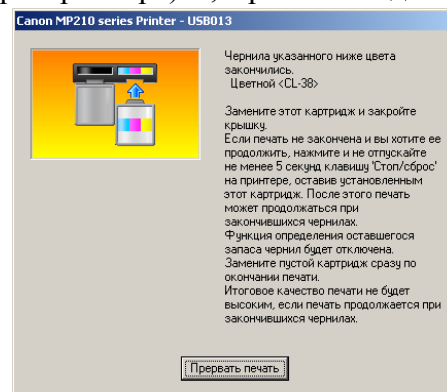 Canon MP210 series Printer - USB013
Чернила указанного ниже цвета
закончились.
Цветной <CL-38>
Замените этот картридж и закройте
крышку.
Если печать не закончена и вы хотите ее
продолжить, нажмите и не отпускайте
не менее 5 секунд клавишу 'Стоп/сброс'
на принтере, оставив установленным
этот картридж. После этого печать
может продолжаться при
закончившихся чернилах.
Функция определения оставшегося
запаса чернил будет отключена.
Замените пустой картридж сразу по
окончании печати.
Итоговое качество печати не будет
высоким, если печать продолжается при
закончившихся чернилах.
Прервать печать